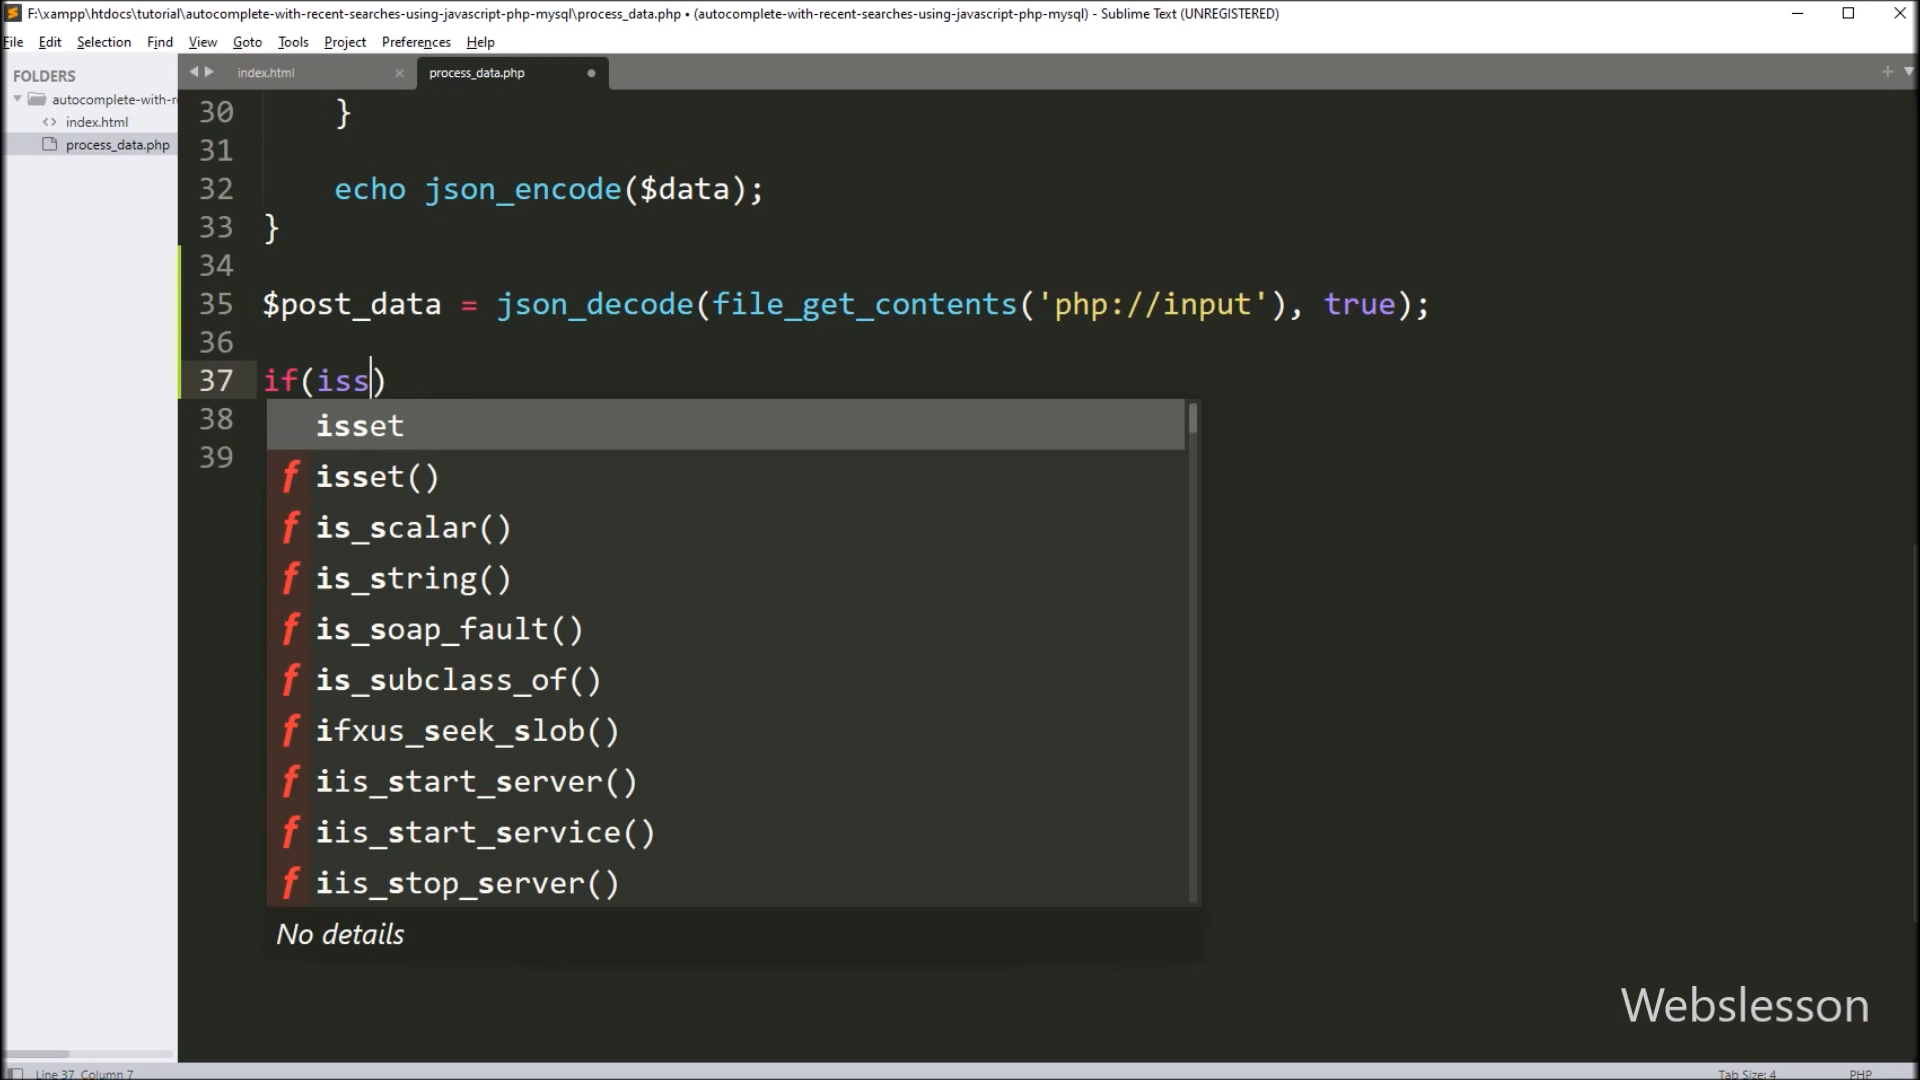 F:\xampp\htdocs\tutorial\autocomplete-with-recent-searches-using-javascript-php-mysql\process_data.php • (autocomplete-with-recent-searches-using-javascript-php-mysql) - Sublime Text (UNREGISTERED)
File Edit Selection Find View Goto Tools Project Preferences Help
FOLDERS
autocomplete-with-r
index.html
process_data.php
index.html
process_data.php
30 }
31
32 echo json_encode($data);
33 }
34
35 $post_data = json_decode(file_get_contents('php://input'), true);
36
37 if(iss)
38
39
isset
f isset()
f is_scalar()
f is_string()
f is_soap_fault()
f is_subclass_of()
f ifxus_seek_slob()
f iis_start_server()
f iis_start_service()
f iis_stop_server()
No details
Webslesson
Line 37, Column 7
Tab Size: 4
PHP